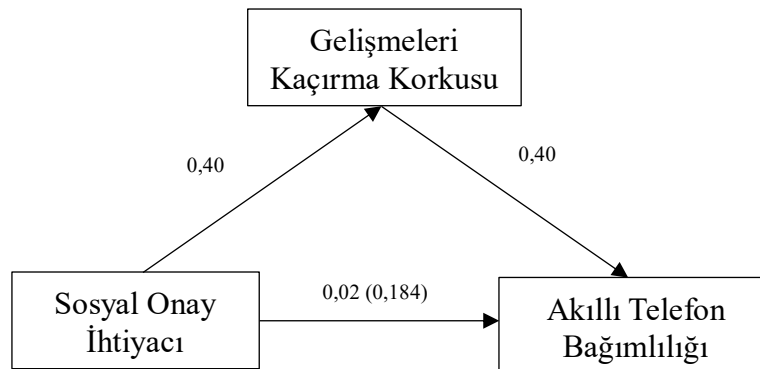 Gelişmeleri
Kaçırma Korkusu
0,40
0,40
Sosyal Onay
İhtiyacı
0,02 (0,184)
Akıllı Telefon
Bağımlılığı